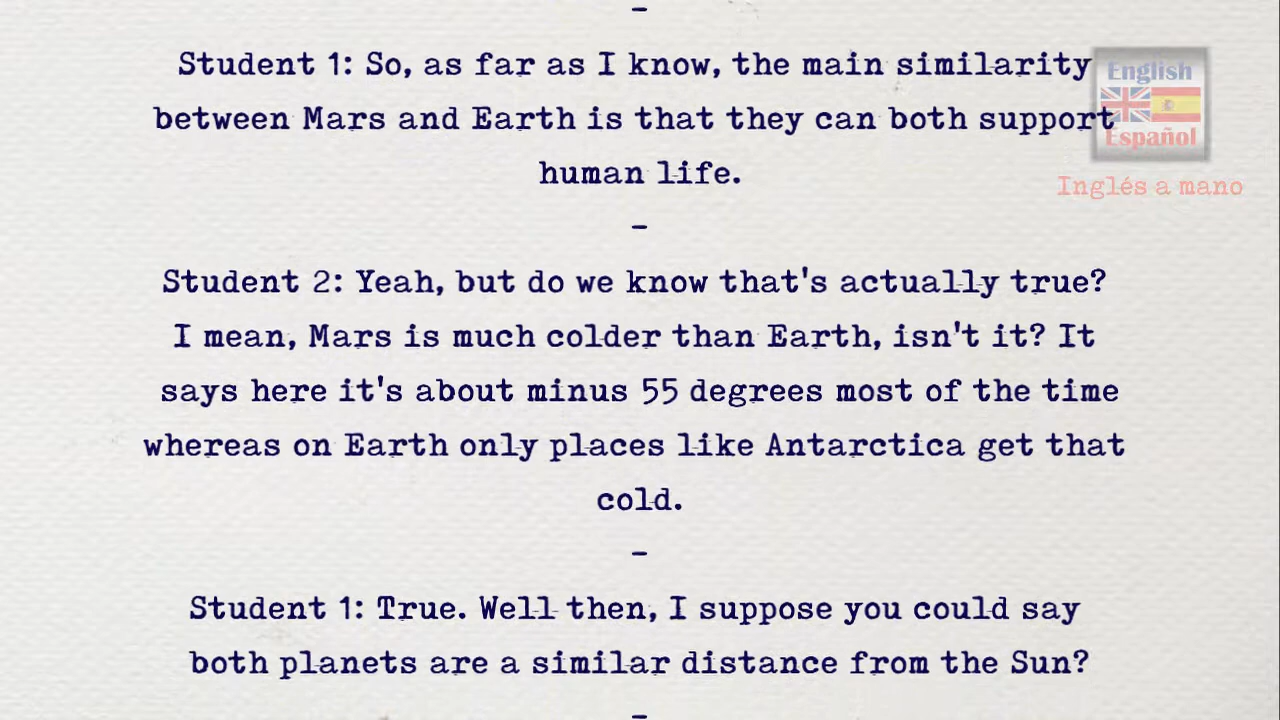 -
Student 1: So, as far as I know, the main similarity
between Mars and Earth is that they can both support
human life.
-
Student 2: Yeah, but do we know that's actually true?
I mean, Mars is much colder than Earth, isn't it? It
says here it's about minus 55 degrees most of the time
whereas on Earth only places like Antarctica get that
cold.
-
Student 1: True. Well then, I suppose you could say
both planets are a similar distance from the Sun?
-
English
Español
Inglés a mano